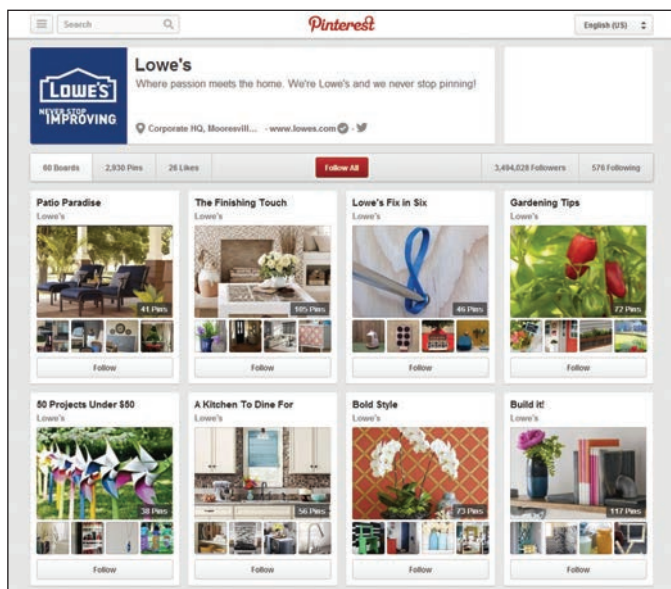 Search
Pinterest
English (US)
LOWE'S
NEVER STOP
IMPROVING
Lowe's
Where passion meets the home. We're Lowe's and we never stop pinning!
Corporate HQ, Mooresvill... · www.lowes.com ·
60 Boards
2,930 Pins
26 Likes
Follow All
3,494,028 Followers
576 Following
Patio Paradise
Lowe's
41 Pins
Follow
The Finishing Touch
Lowe's
105 Pins
Follow
Lowe's Fix in Six
Lowe's
46 Pins
Follow
Gardening Tips
Lowe's
72 Pins
Follow
50 Projects Under $50
Lowe's
38 Pins
Follow
A Kitchen To Dine For
Lowe's
56 Pins
Follow
Bold Style
Lowe's
73 Pins
Follow
Build it!
Lowe's
117 Pins
Follow